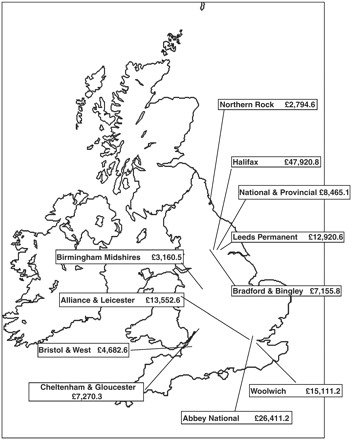 Northern Rock £2,794.6
Halifax £47,920.8
National & Provincial £8,465.1
Leeds Permanent £12,920.6
Birmingham Midshires £3,160.5
Bradford & Bingley £7,155.8
Alliance & Leicester £13,552.6
Bristol & West £4,682.6
Cheltenham & Gloucester
£7,270.3
Woolwich £15,111.2
Abbey National £26,411.2